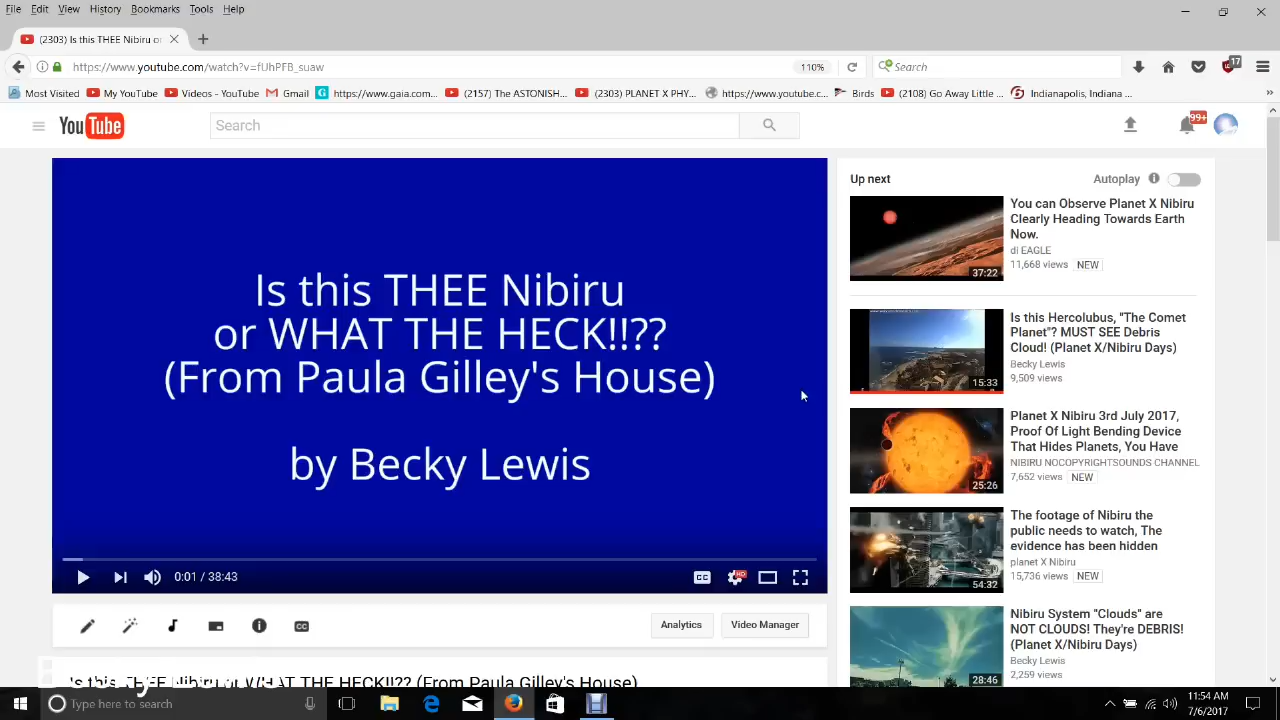 File Edit View History Bookmarks Tools Help
(2303) Is this THEE Nibiru or
https://www.youtube.com/watch?v=fUhPFB_suaw 110% Search 17
Most Visited My YouTube Videos - YouTube Gmail https://www.gaia.com... (2157) The ASTONISH... (2303) PLANET X PHY... https://www.youtube.c... Birds (2108) Go Away Little ... Indianapolis, Indiana ...
YouTube Search 99+
Is this THEE Nibiru
or WHAT THE HECK!!??
(From Paula Gilley's House)
by Becky Lewis
0:01 / 38:43 CC HD
CC Analytics Video Manager
Is this THEE Nibiru or WHAT THE HECK!!?? (From Paula Gilley's House)
Up next Autoplay
You can Observe Planet X Nibiru
Clearly Heading Towards Earth
Now.
di EAGLE
11,668 views NEW
37:22
Is this Hercolubus, "The Comet
Planet"? MUST SEE Debris
Cloud! (Planet X/Nibiru Days)
Becky Lewis
9,509 views
15:33
Planet X Nibiru 3rd July 2017,
Proof Of Light Bending Device
That Hides Planets, You Have
NIBIRU NOCOPYRIGHTSOUNDS CHANNEL
7,652 views NEW
25:26
The footage of Nibiru the
public needs to watch, The
evidence has been hidden
planet X Nibiru
15,736 views NEW
54:32
Nibiru System "Clouds" are
NOT CLOUDS! They're DEBRIS!
(Planet X/Nibiru Days)
Becky Lewis
2,259 views
28:46
Type here to search
11:54 AM
7/6/2017